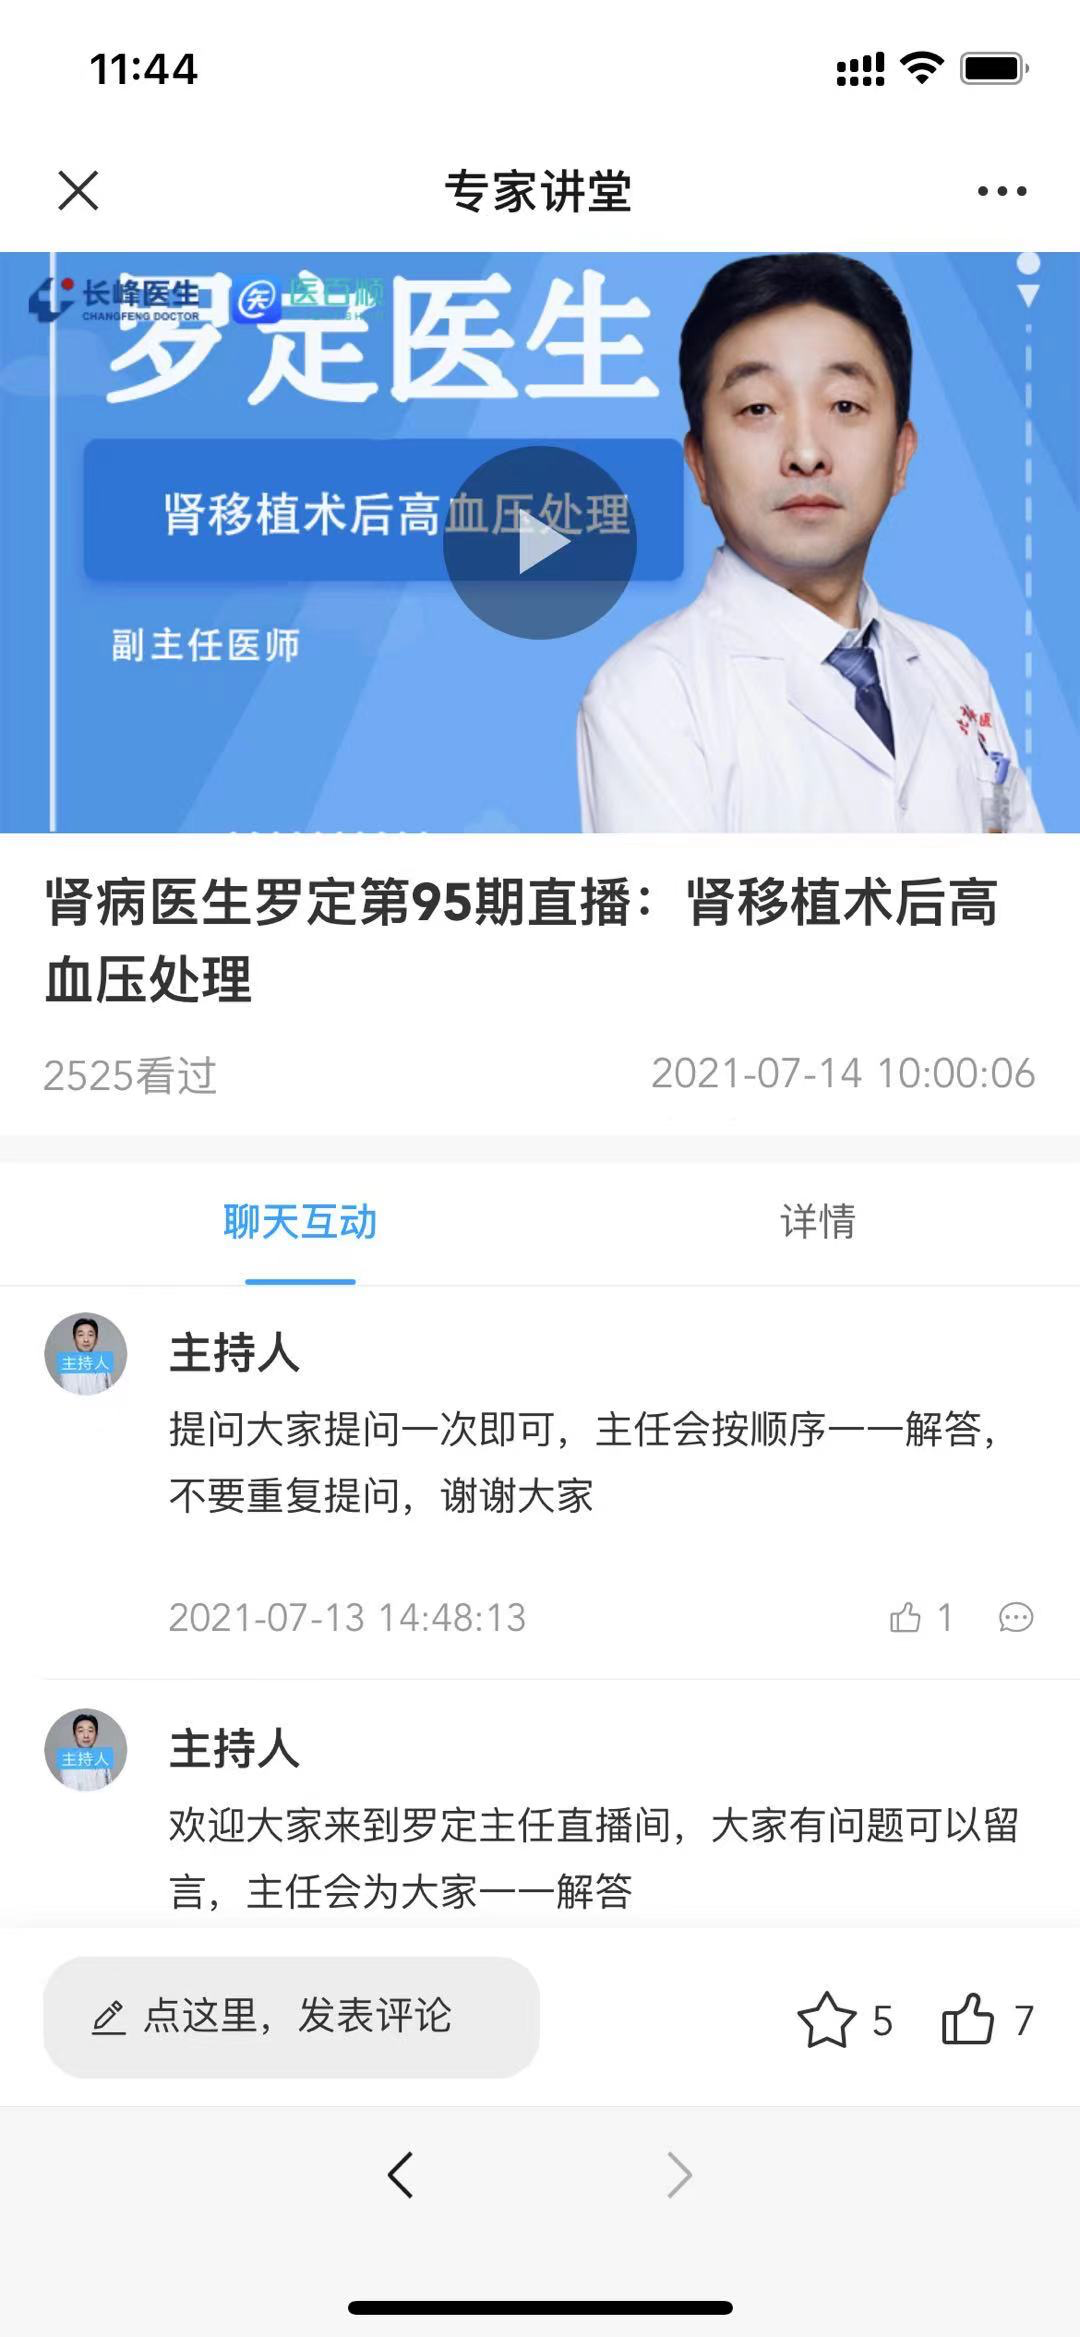 11:44
专家讲堂
长峰医生
CHANGFENG DOCTOR
医百顺
罗定医生
肾移植术后高血压处理
副主任医师
肾病医生罗定第95期直播：肾移植术后高
血压处理
2525看过
2021-07-14 10:00:06
聊天互动
详情
主持人
主持人
提问大家提问一次即可，主任会按顺序一一解答，
不要重复提问，谢谢大家
2021-07-13 14:48:13
1
主持人
主持人
欢迎大家来到罗定主任直播间，大家有问题可以留
言，主任会为大家一一解答
点这里，发表评论
5
7